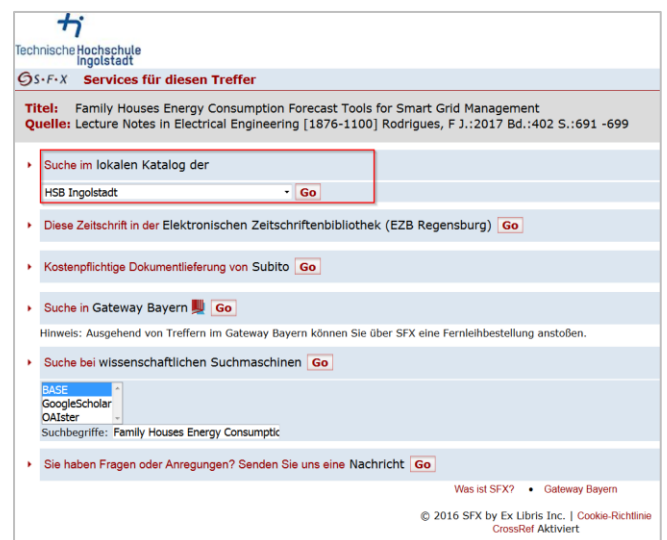 Technische Hochschule
Ingolstadt
S·F·X Services für diesen Treffer
Titel: Family Houses Energy Consumption Forecast Tools for Smart Grid Management
Quelle: Lecture Notes in Electrical Engineering [1876-1100] Rodrigues, F J.:2017 Bd.:402 S.:691 -699
Suche im lokalen Katalog der
HSB Ingolstadt Go
Diese Zeitschrift in der Elektronischen Zeitschriftenbibliothek (EZB Regensburg) Go
Kostenpflichtige Dokumentlieferung von Subito Go
Suche in Gateway Bayern Go
Hinweis: Ausgehend von Treffern im Gateway Bayern können Sie über SFX eine Fernleihbestellung anstoßen.
Suche bei wissenschaftlichen Suchmaschinen Go
BASE
GoogleScholar
OAIster
Suchbegriffe: Family Houses Energy Consumptic
Sie haben Fragen oder Anregungen? Senden Sie uns eine Nachricht Go
Was ist SFX? • Gateway Bayern
© 2016 SFX by Ex Libris Inc. | Cookie-Richtlinie
CrossRef Aktiviert